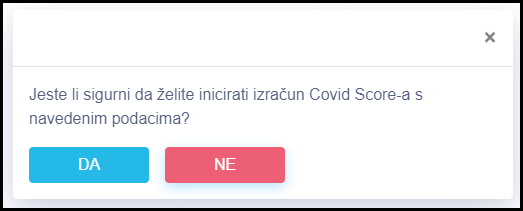 ×
Jeste li sigurni da želite inicirati izračun Covid Score-a s
navedenim podacima?
DA
NE